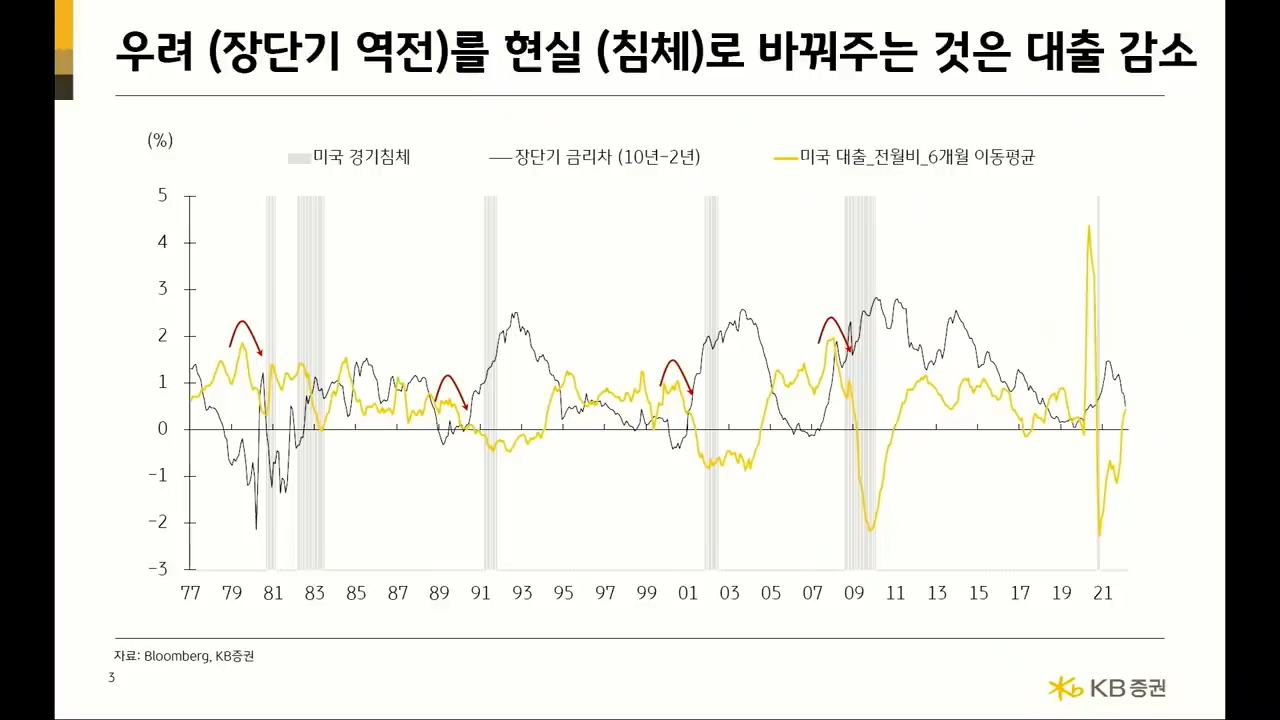 우려 (장단기 역전)를 현실 (침체)로 바꿔주는 것은 대출 감소
(%)
미국 경기침체 장단기 금리차 (10년-2년) 미국 대출_전월비_6개월 이동평균
5
4
3
2
1
0
-1
-2
-3
77 79 81 83 85 87 89 91 93 95 97 99 01 03 05 07 09 11 13 15 17 19 21
자료: Bloomberg, KB증권
3
KB 증권